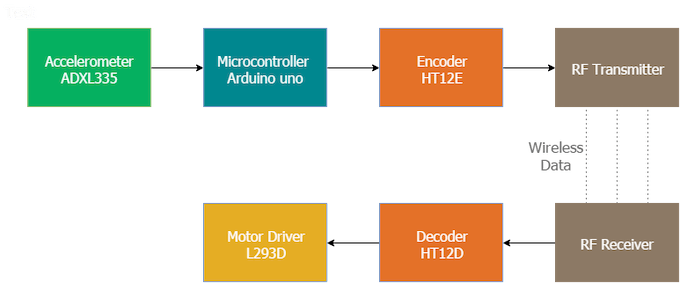 Accelerometer
ADXL335
Microcontroller
Arduino uno
Encoder
HT12E
RF Transmitter
Wireless
Data
Motor Driver
L293D
Decoder
HT12D
RF Receiver